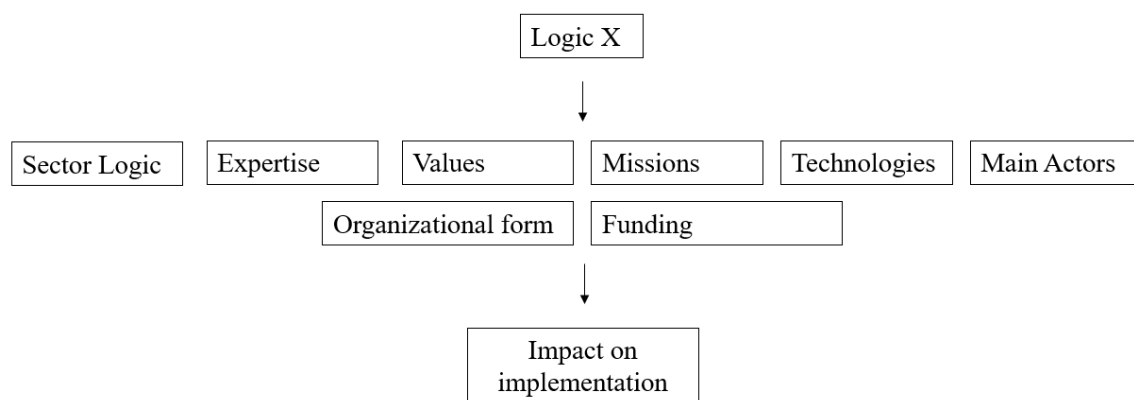 Logic X
Sector Logic
Expertise
Values
Missions
Technologies
Main Actors
Organizational form
Funding
Impact on
implementation